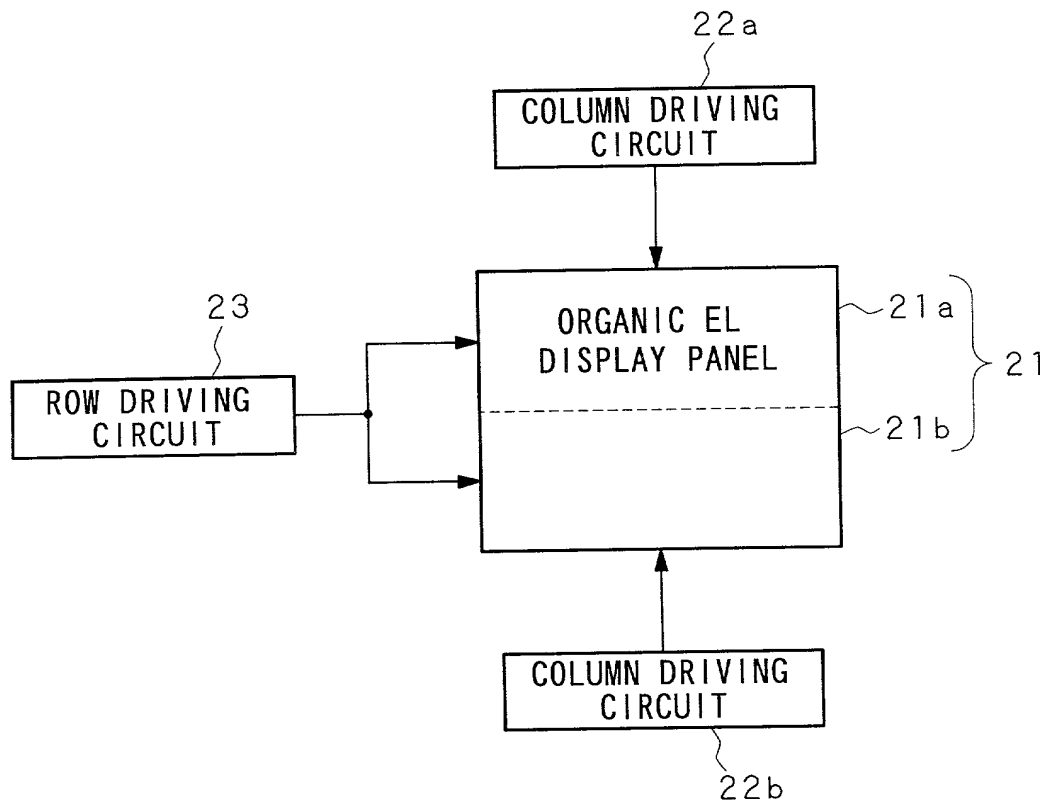 22a
COLUMN DRIVING
CIRCUIT
23
ORGANIC EL
DISPLAY PANEL
21a
21
ROW DRIVING
CIRCUIT
21b
COLUMN DRIVING
CIRCUIT
22b